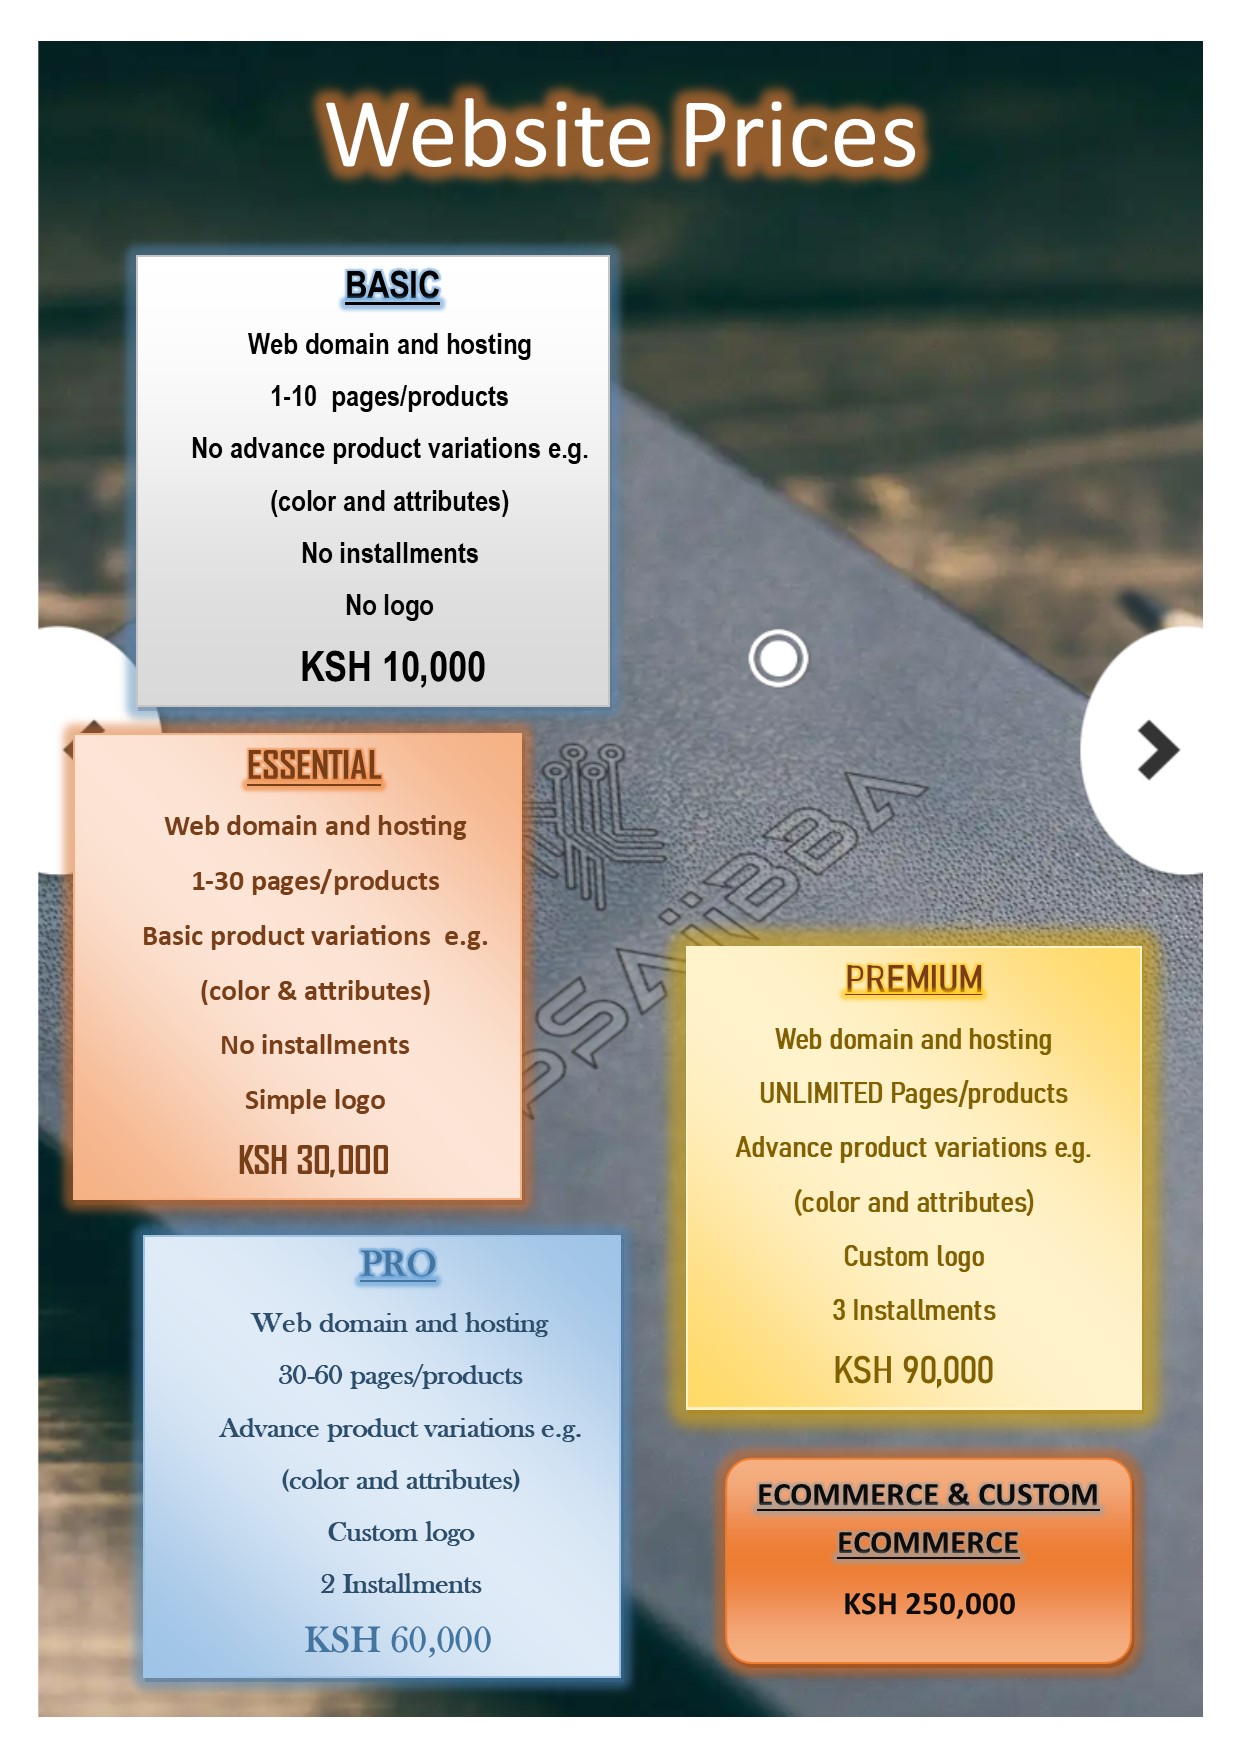 Website Prices
BASIC
Web domain and hosting
1-10 pages/products
No advance product variations e.g.
(color and attributes)
No installments
No logo
KSH 10,000
ESSENTIAL
Web domain and hosting
1-30 pages/products
Basic product variations e.g.
(color & attributes)
No installments
Simple logo
KSH 30,000
PRO
Web domain and hosting
30-60 pages/products
Advance product variations e.g.
(color and attributes)
Custom logo
2 Installments
KSH 60,000
PREMIUM
Web domain and hosting
UNLIMITED Pages/products
Advance product variations e.g.
(color and attributes)
Custom logo
3 Installments
KSH 90,000
ECOMMERCE & CUSTOM
ECOMMERCE
KSH 250,000